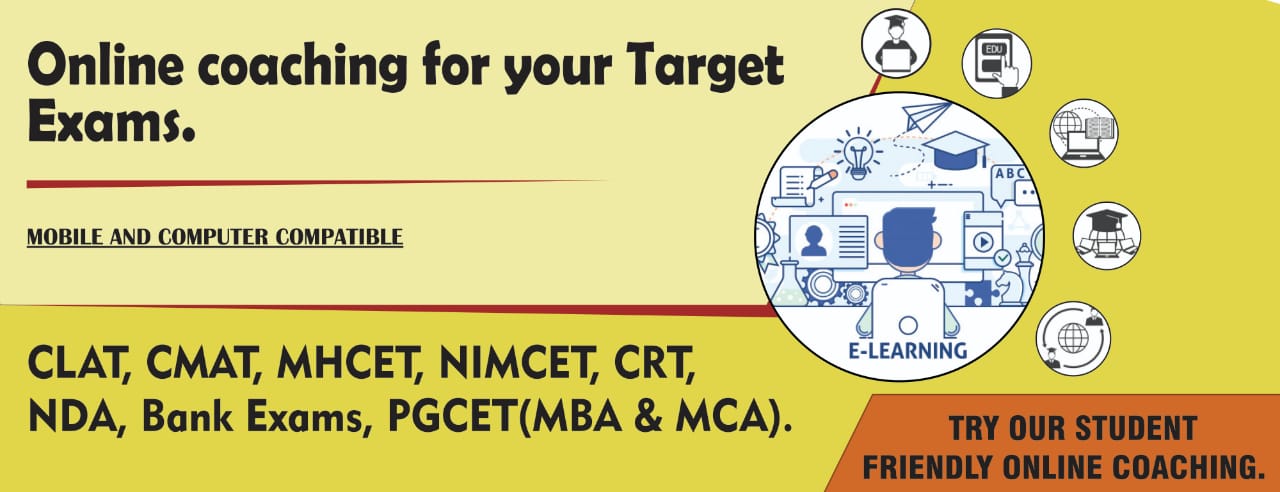 Online coaching for your Target
Exams.
MOBILE AND COMPUTER COMPATIBLE
CLAT, CMAT, MHCET, NIMCET, CRT,
NDA, Bank Exams, PGCET(MBA & MCA).
EDU
ABC
E-LEARNING
TRY OUR STUDENT
FRIENDLY ONLINE COACHING.